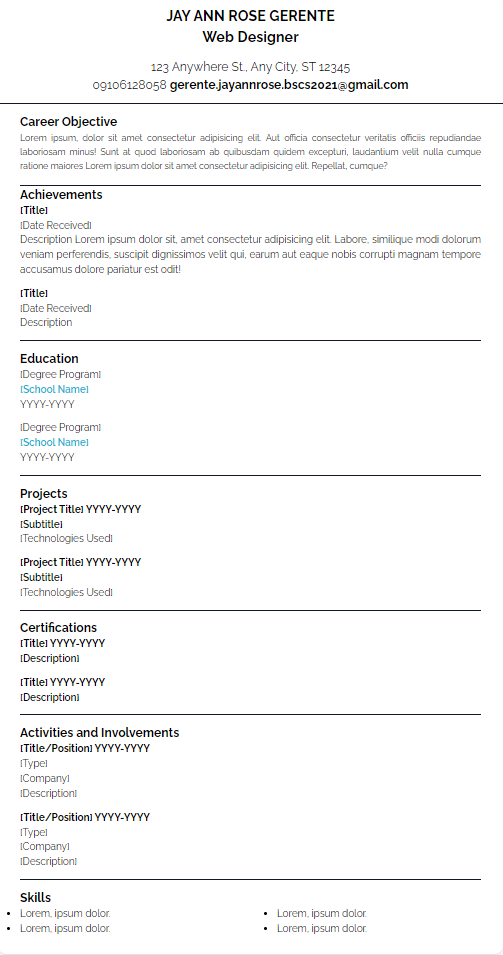 JAY ANN ROSE GERENTE
Web Designer
123 Anywhere St., Any City, ST 12345
09106128058 gerente.jayannrose.bscs2021@gmail.com
Career Objective
Lorem ipsum, dolor sit amet consectetur adipisicing elit. Aut officia consectetur veritatis officiis repudiandae
laboriosam minus! Sunt at quod laboriosam ab quibusdam quidem excepturi, laudantium velit nulla cumque
ratione maiores Lorem ipsum dolor sit amet consectetur adipisicing elit. Repellat, cumque?
Achievements
[Title]
[Date Received]
Description Lorem ipsum dolor sit, amet consectetur adipisicing elit. Labore, similique modi dolorum
veniam perferendis, suscipit dignissimos velit qui, earum aut eaque nobis corrupti magnam tempore
accusamus dolore pariatur est odit!
[Title]
[Date Received]
Description
Education
[Degree Program]
[School Name]
YYYY-YYYY
[Degree Program]
[School Name]
YYYY-YYYY
Projects
[Project Title] YYYY-YYYY
[Subtitle]
[Technologies Used]
[Project Title] YYYY-YYYY
[Subtitle]
[Technologies Used]
Certifications
[Title] YYYY-YYYY
[Description]
[Title] YYYY-YYYY
[Description]
Activities and Involvements
[Title/Position] YYYY-YYYY
[Type]
[Company]
[Description]
[Title/Position] YYYY-YYYY
[Type]
[Company]
[Description]
Skills
• Lorem, ipsum dolor.
• Lorem, ipsum dolor.
• Lorem, ipsum dolor.
• Lorem, ipsum dolor.